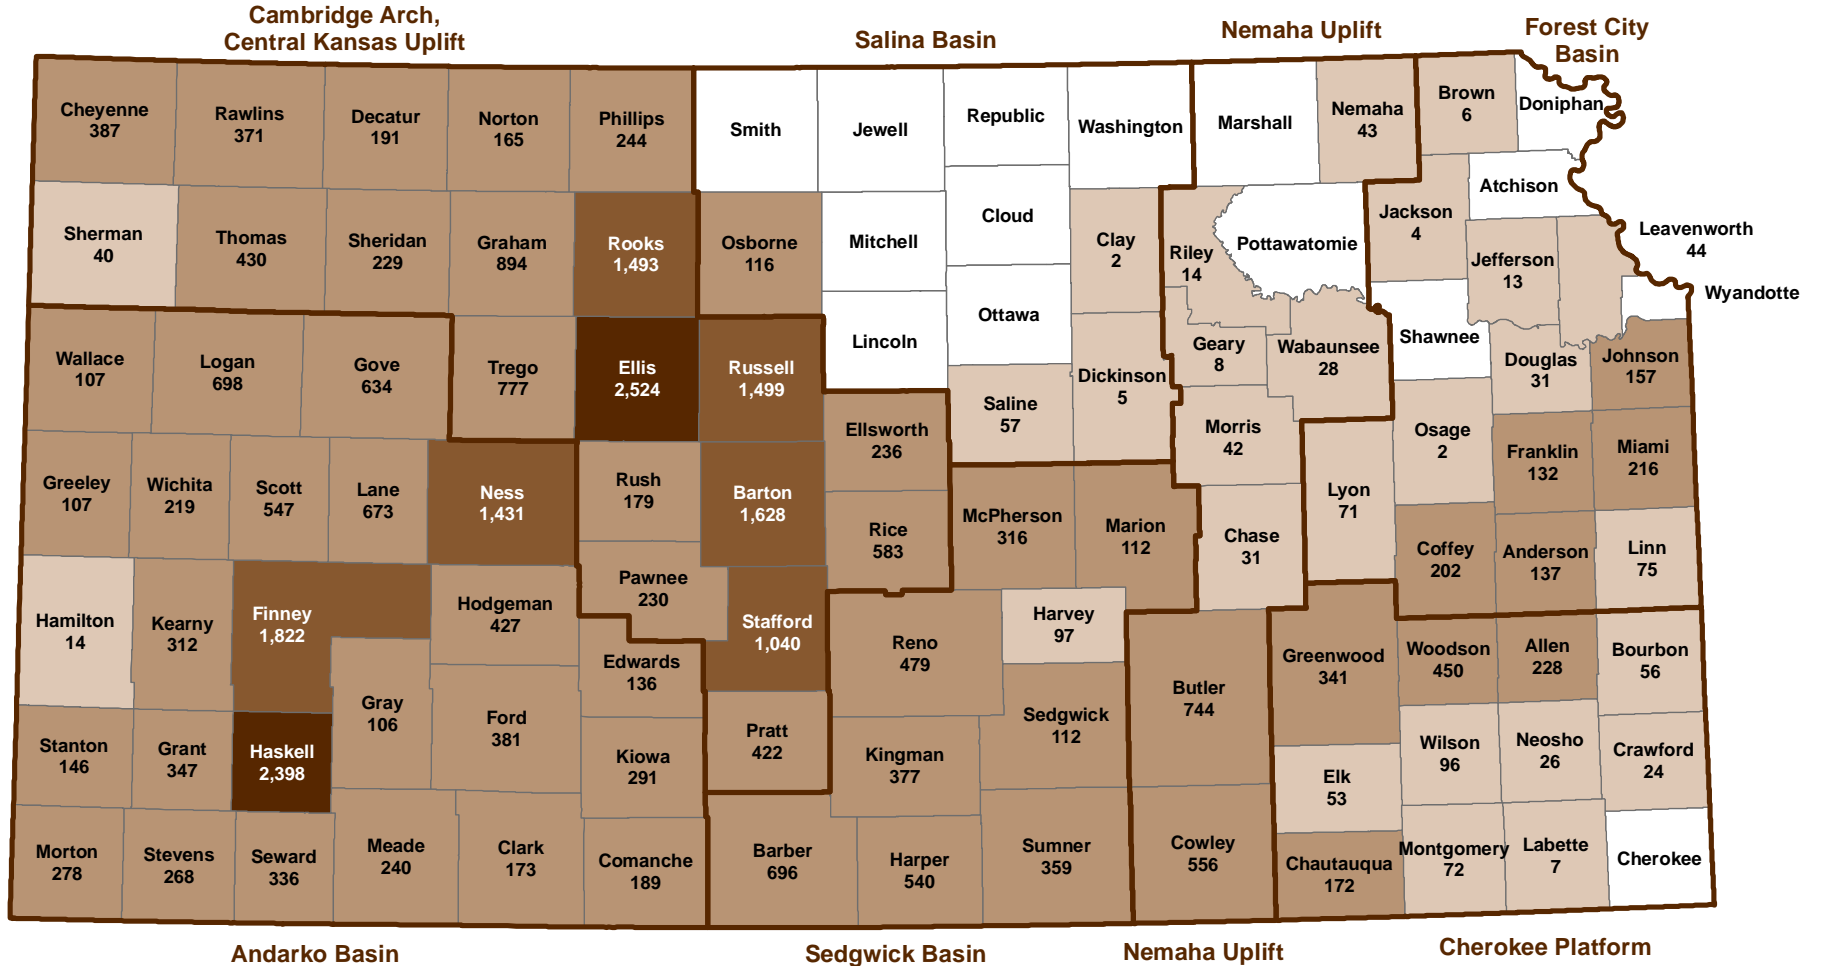 Cambridge Arch,
Central Kansas Uplift
Salina Basin
Nemaha Uplift
Forest City
Basin
Cheyenne
387
Rawlins
371
Decatur
191
Norton
165
Phillips
244
Smith
Jewell
Republic
Washington
Marshall
Nemaha
43
Brown
6
Doniphan
Sherman
40
Thomas
430
Sheridan
229
Graham
894
Rooks
1,493
Osborne
116
Mitchell
Cloud
Clay
2
Riley
14
Pottawatomie
Jackson
4
Atchison
Jefferson
13
Leavenworth
44
Wyandotte
Wallace
107
Logan
698
Gove
634
Trego
777
Ellis
2,524
Russell
1,499
Lincoln
Ottawa
Saline
57
Dickinson
5
Geary
8
Wabaunsee
28
Shawnee
Douglas
31
Johnson
157
Greeley
107
Wichita
219
Scott
547
Lane
673
Ness
1,431
Rush
179
Barton
1,628
Ellsworth
236
Rice
583
McPherson
316
Marion
112
Morris
42
Chase
31
Lyon
71
Osage
2
Franklin
132
Miami
216
Coffey
202
Anderson
137
Linn
75
Hamilton
14
Kearny
312
Finney
1,822
Hodgeman
427
Pawnee
230
Stafford
1,040
Edwards
136
Reno
479
Harvey
97
Butler
744
Greenwood
341
Woodson
450
Allen
228
Bourbon
56
Stanton
146
Grant
347
Haskell
2,398
Gray
106
Ford
381
Kiowa
291
Pratt
422
Kingman
377
Sedgwick
112
Elk
53
Wilson
96
Neosho
26
Crawford
24
Morton
278
Stevens
268
Seward
336
Meade
240
Clark
173
Comanche
189
Barber
696
Harper
540
Sumner
359
Cowley
556
Chautauqua
172
Montgomery
72
Labette
7
Cherokee
Andarko Basin
Sedgwick Basin
Nemaha Uplift
Cherokee Platform